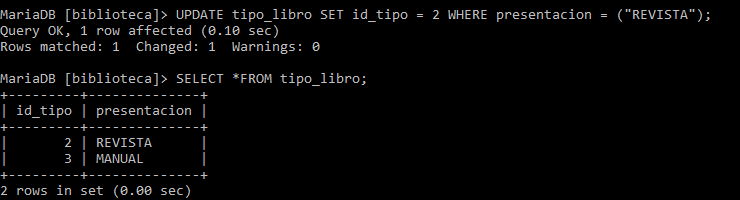 MariaDB [biblioteca]> UPDATE tipo_libro SET id_tipo = 2 WHERE presentacion = ("REVISTA");
Query OK, 1 row affected (0.10 sec)
Rows matched: 1  Changed: 1  Warnings: 0

MariaDB [biblioteca]> SELECT *FROM tipo_libro;
+---------+--------------+
| id_tipo | presentacion |
+---------+--------------+
|       2 | REVISTA      |
|       3 | MANUAL       |
+---------+--------------+
2 rows in set (0.00 sec)